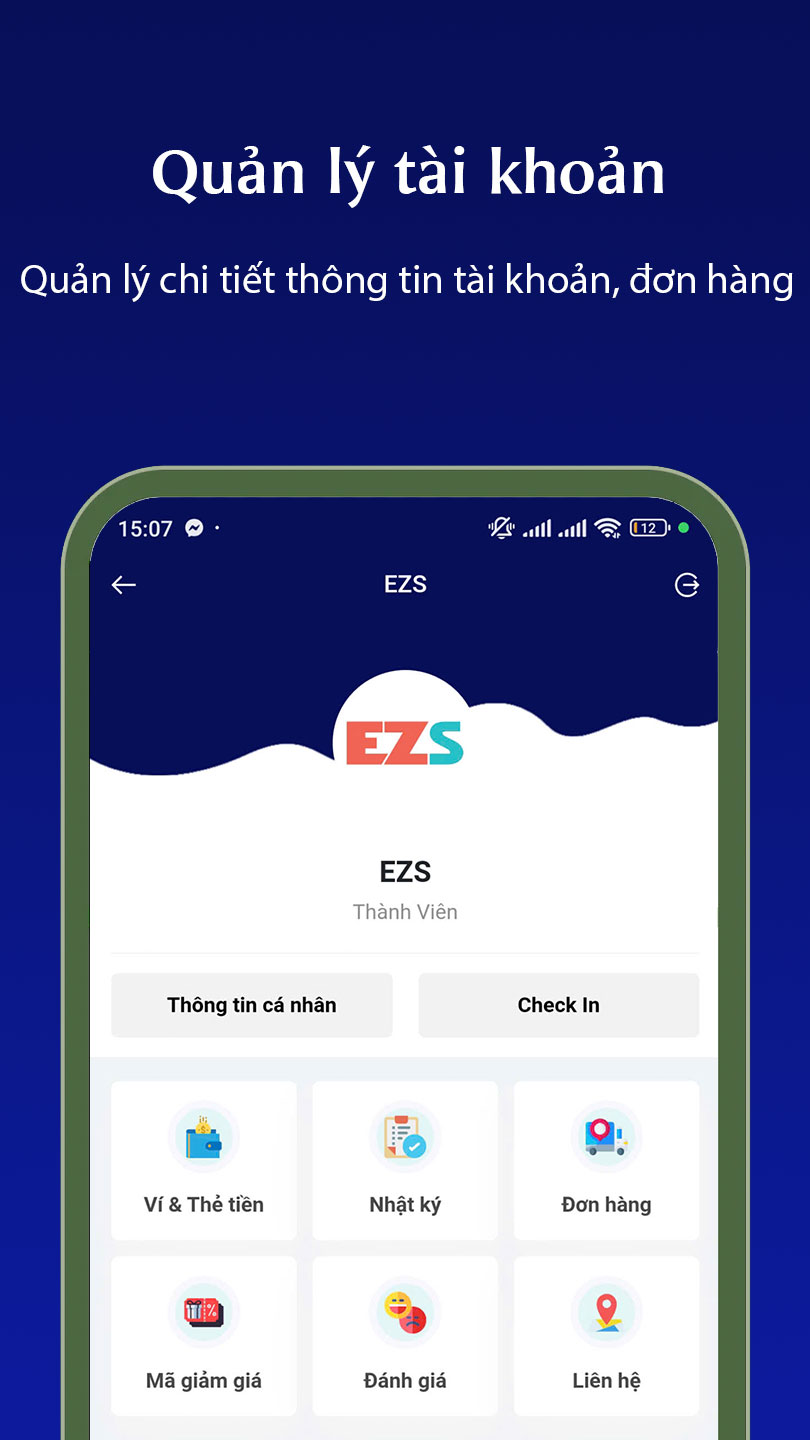 Quản lý tài khoản
Quản lý chi tiết thông tin tài khoản, đơn hàng
15:07 12
EZS
EZS
EZS
Thành Viên
Thông tin cá nhân Check In
Ví & Thẻ tiền Nhật ký Đơn hàng
Mã giảm giá Đánh giá Liên hệ